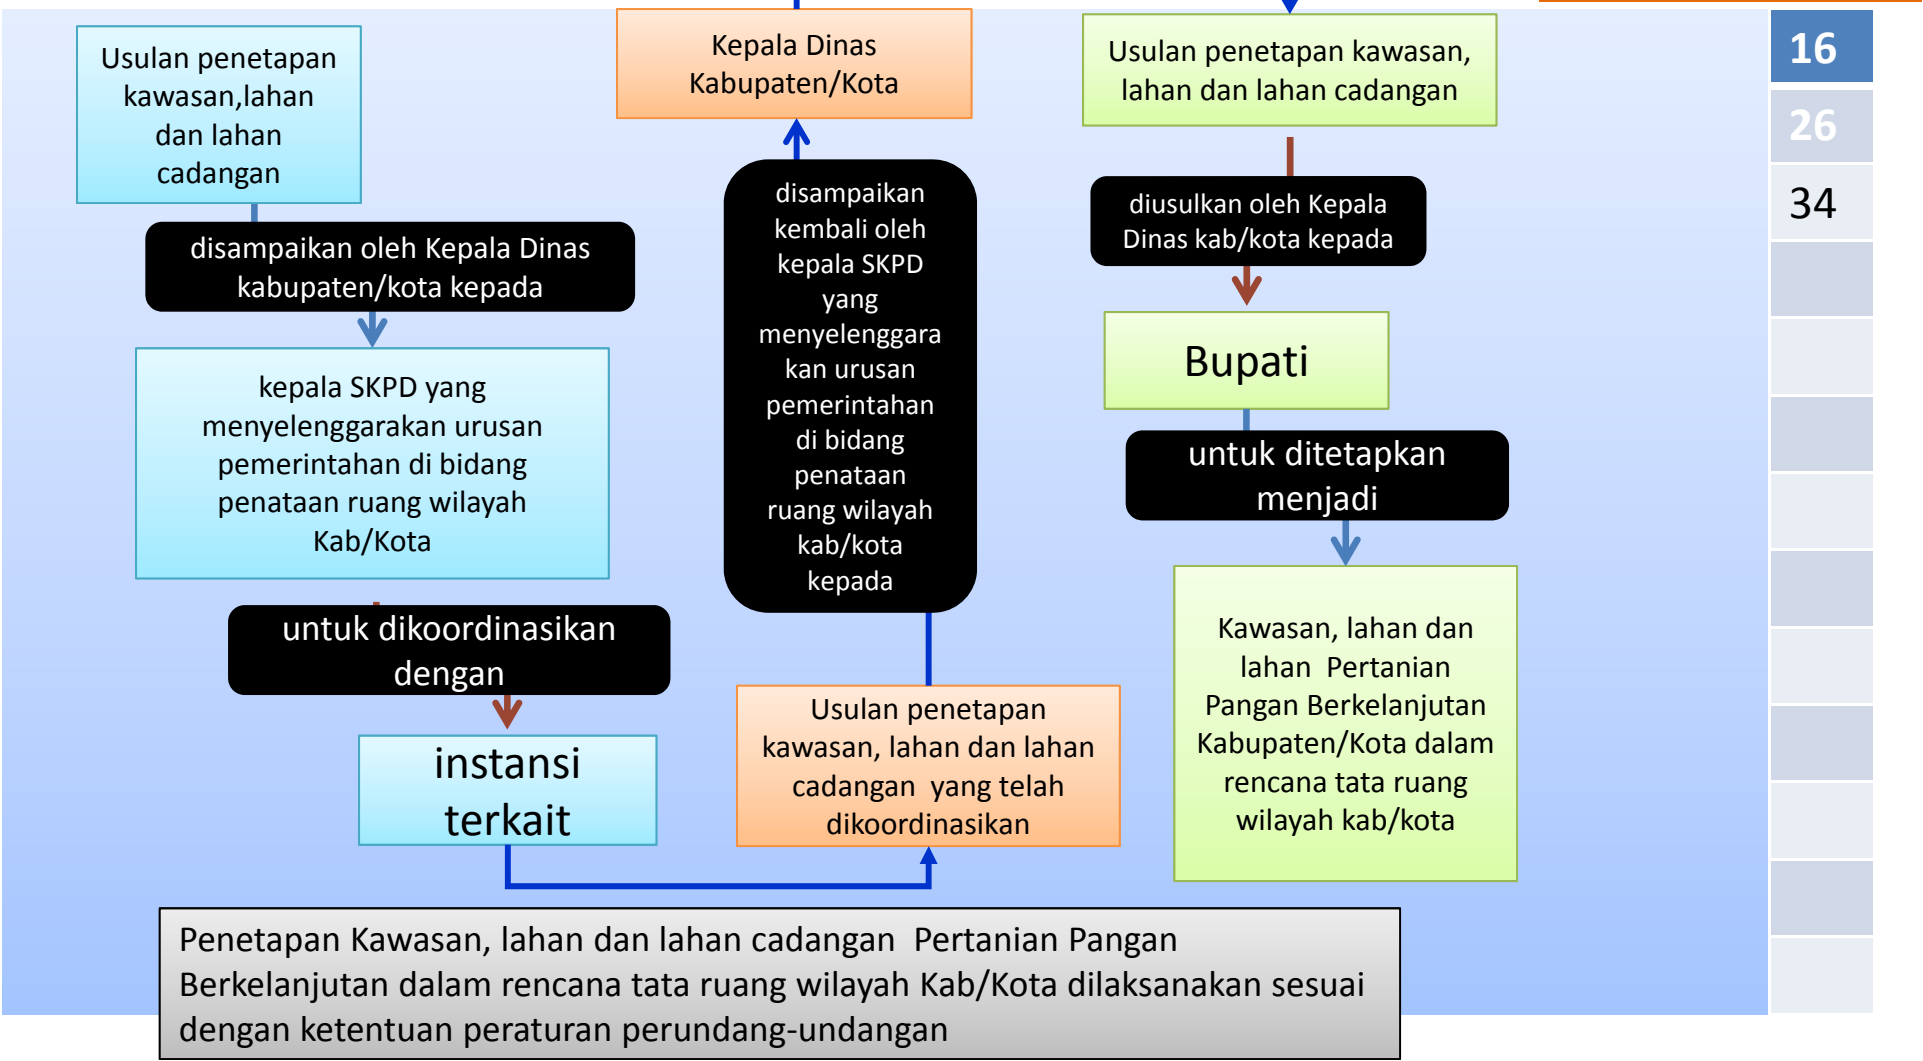 Usulan penetapan
kawasan,lahan
dan lahan
cadangan
disampaikan oleh Kepala Dinas
kabupaten/kota kepada
kepala SKPD yang
menyelenggarakan urusan
pemerintahan di bidang
penataan ruang wilayah
Kab/Kota
untuk dikoordinasikan
dengan
instansi
terkait
Kepala Dinas
Kabupaten/Kota
disampaikan
kembali oleh
kepala SKPD
yang
menyelenggara
kan urusan
pemerintahan
di bidang
penataan
ruang wilayah
kab/kota
kepada
Usulan penetapan
kawasan, lahan dan lahan
cadangan yang telah
dikoordinasikan
Usulan penetapan kawasan,
lahan dan lahan cadangan
diusulkan oleh Kepala
Dinas kab/kota kepada
Bupati
untuk ditetapkan
menjadi
Kawasan, lahan dan
lahan Pertanian
Pangan Berkelanjutan
Kabupaten/Kota dalam
rencana tata ruang
wilayah kab/kota
16
26
34
Penetapan Kawasan, lahan dan lahan cadangan Pertanian Pangan
Berkelanjutan dalam rencana tata ruang wilayah Kab/Kota dilaksanakan sesuai
dengan ketentuan peraturan perundang-undangan